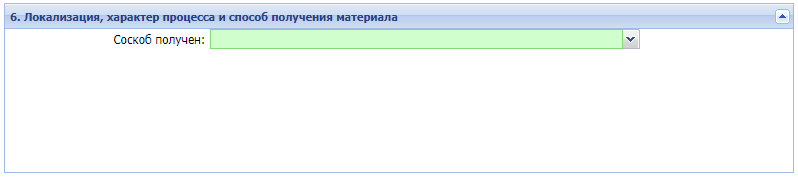 6. Локализация, характер процесса и способ получения материала
Соскоб получен: